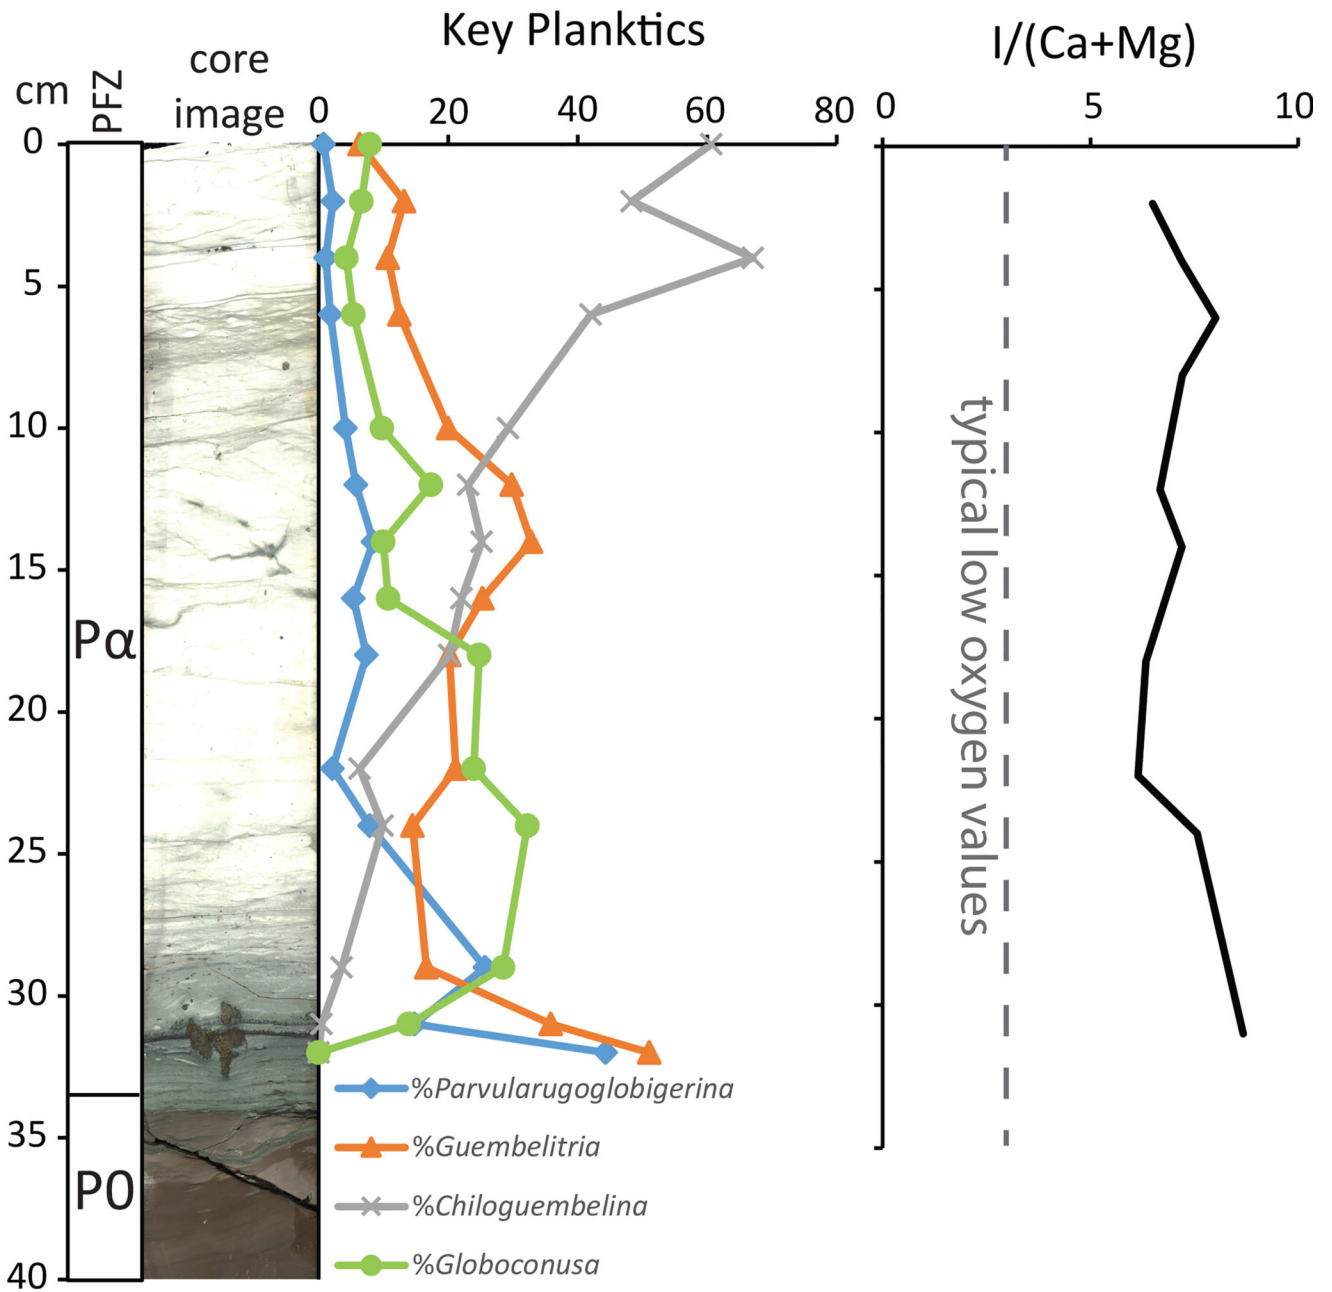 Key Planktics
I/(Ca+Mg)
cm
PFZ
core
image
0 20 40 60 80
0 5 10
0
5
10
15
20
25
30
35
40
Pα
P0
typical low oxygen values
%Parvularugoglobigerina
%Guembelitria
%Chiloguembelina
%Globoconusa